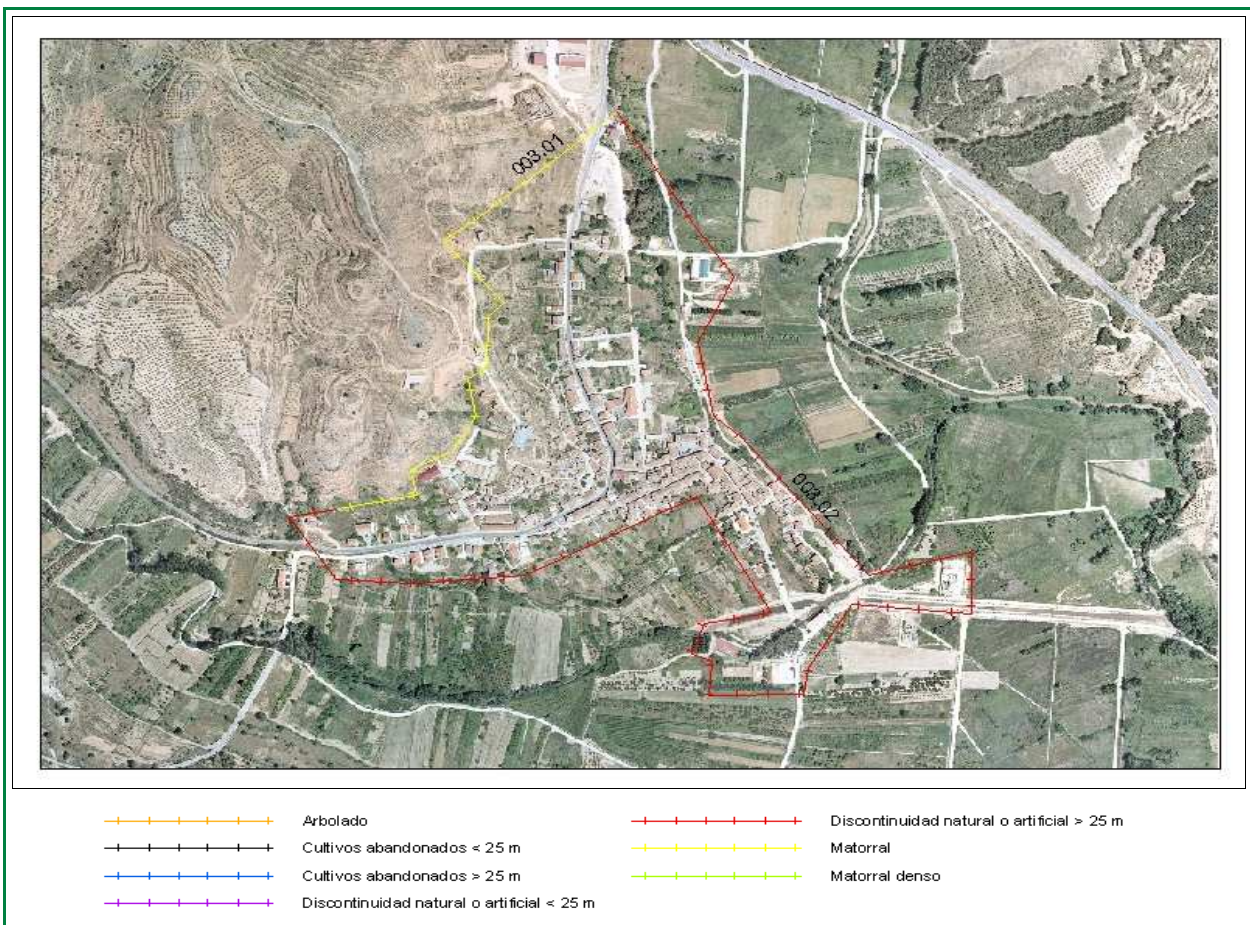 003.01
003.02
Arbolado
Cultivos abandonados < 25 m
Cultivos abandonados > 25 m
Discontinuidad natural o artificial < 25 m
Discontinuidad natural o artificial > 25 m
Matorral
Matorral denso